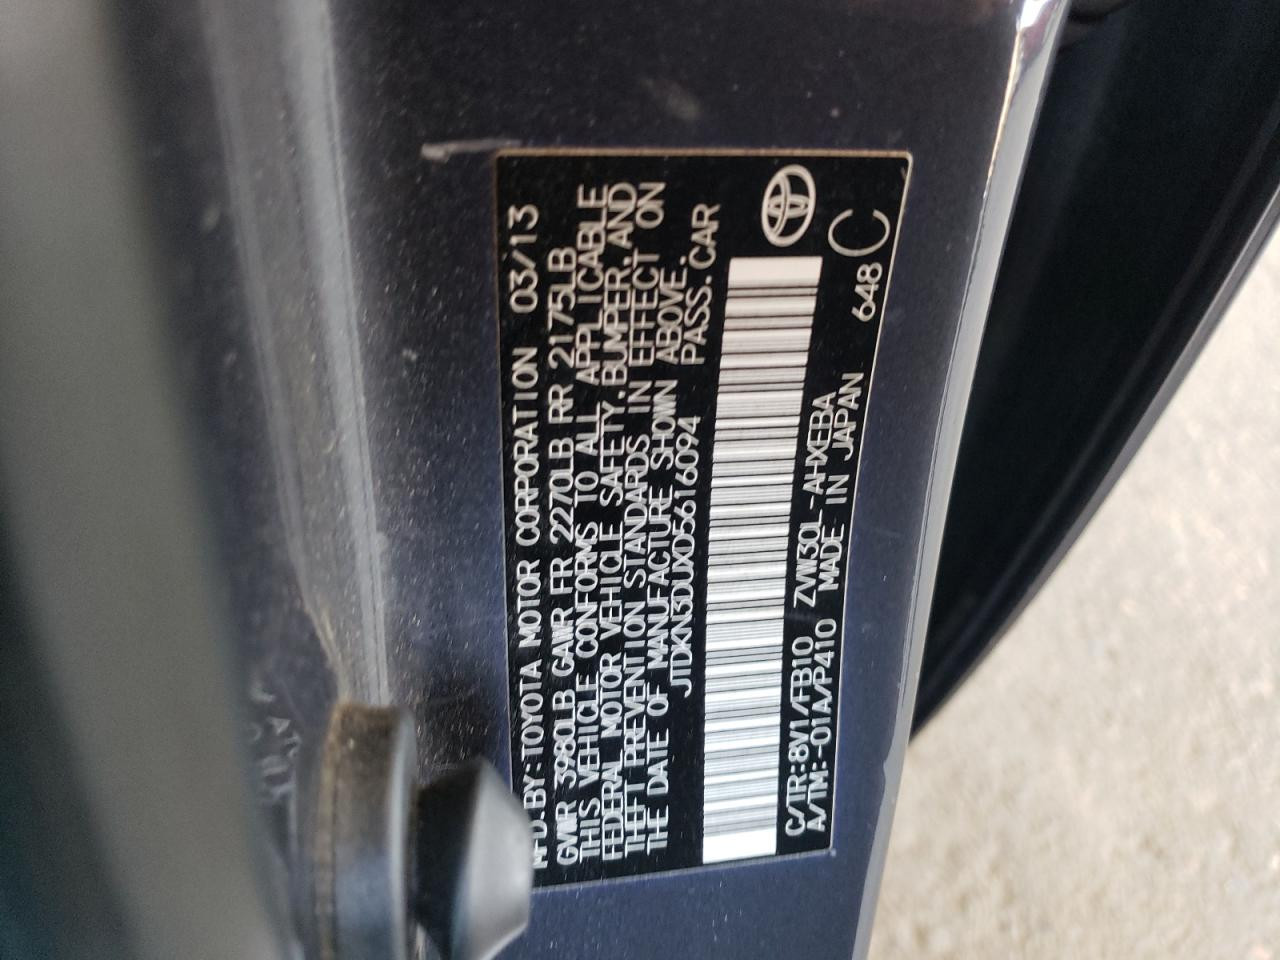 MFD. BY: TOYOTA MOTOR CORPORATION 03/13
GVWR 3980LB GAWR FR 2270LB RR 2175LB
THIS VEHICLE CONFORMS TO ALL APPLICABLE
FEDERAL MOTOR VEHICLE SAFETY, BUMPER, AND
THEFT PREVENTION STANDARDS IN EFFECT ON
THE DATE OF MANUFACTURE SHOWN ABOVE.
JTDKN3DUXD5616094 PASS. CAR
C/TR: 8V1/FB10 ZVW30L-AHXEBA
A/TM: -01A/P410 MADE IN JAPAN 648 C